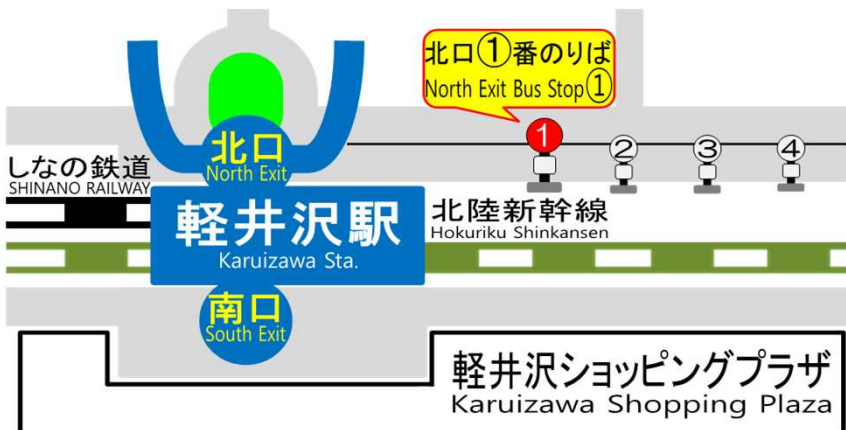 北口①番のりば
North Exit Bus Stop①
北口
North Exit
1
2
3
4
しなの鉄道
SHINANO RAILWAY
軽井沢駅
Karuizawa Sta.
北陸新幹線
Hokuriku Shinkansen
南口
South Exit
軽井沢ショッピングプラザ
Karuizawa Shopping Plaza